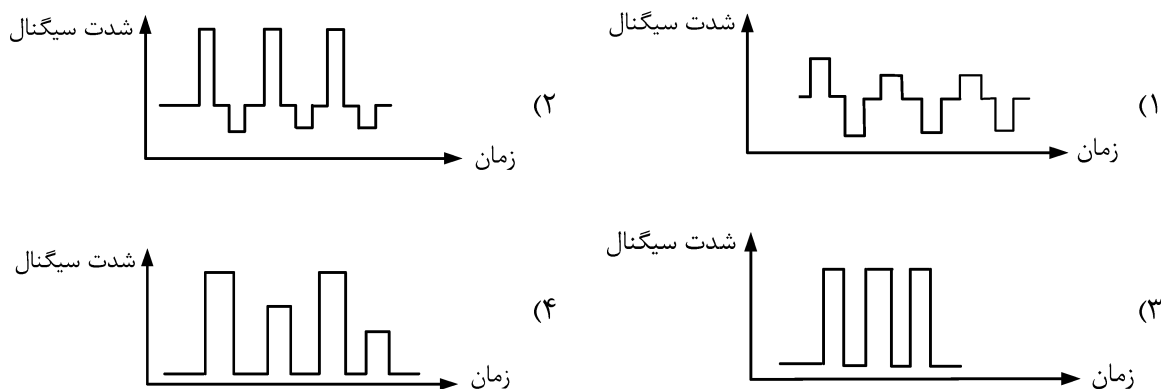 شدت سیگنال
زمان
۱)
شدت سیگنال
زمان
۲)
شدت سیگنال
زمان
۳)
شدت سیگنال
زمان
۴)